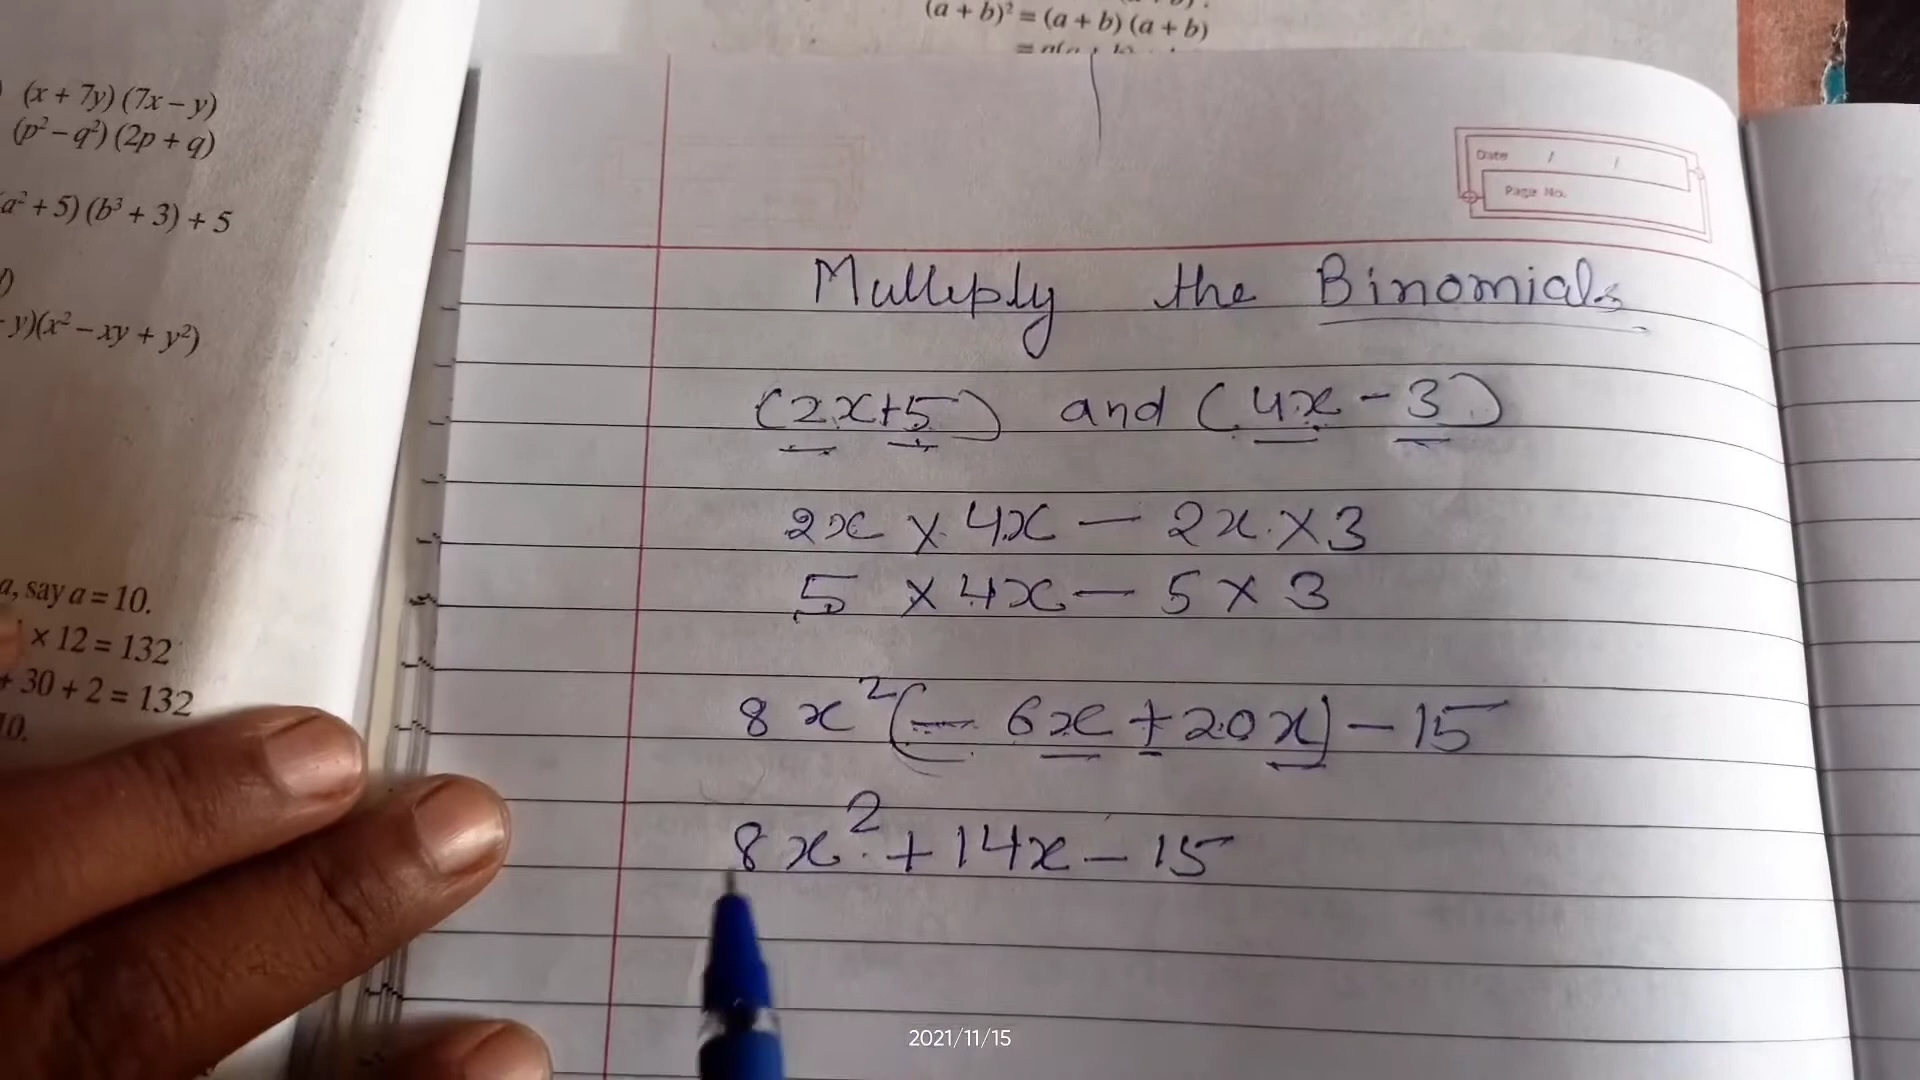 (a + b)² = (a + b) (a + b)
(x + 7y) (7x – y)
(p² – q²) (2p + q)
a² + 5) (b³ + 3) + 5
y)(x² – xy + y²)
a, say a = 10.
× 12 = 132
+ 30 + 2 = 132
10.
Date / /
Page No.
Multiply the Binomials
(2x+5) and (4x - 3)
2x × 4x — 2x × 3
5 × 4x — 5 × 3
8x² (— 6x + 20x) - 15
8x² + 14x - 15
2021/11/15